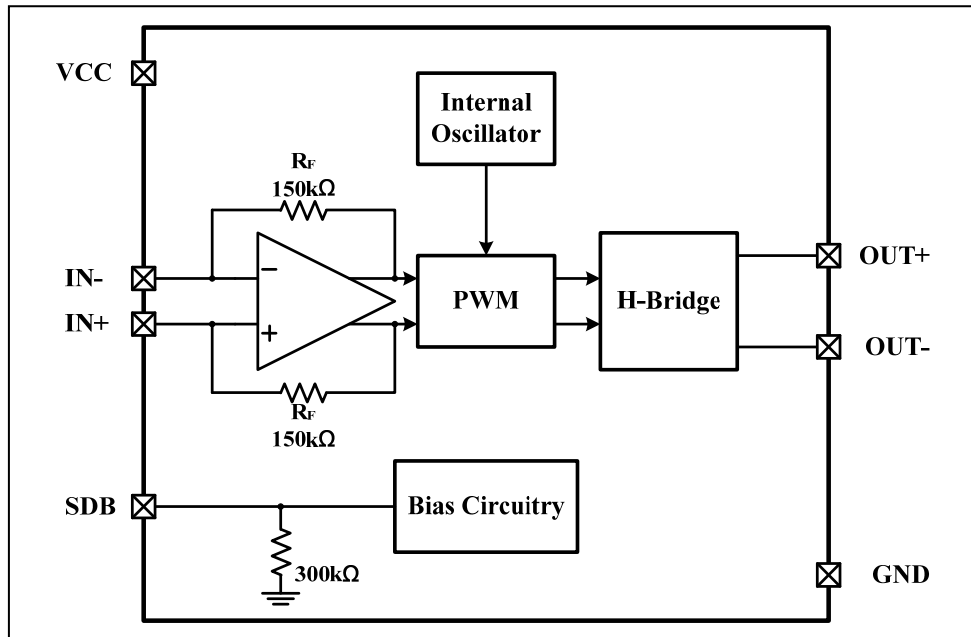 VCC
Internal
Oscillator
RF
150kΩ
IN-
IN+
−
+
PWM
H-Bridge
OUT+
OUT-
RF
150kΩ
SDB
Bias Circuitry
300kΩ
GND